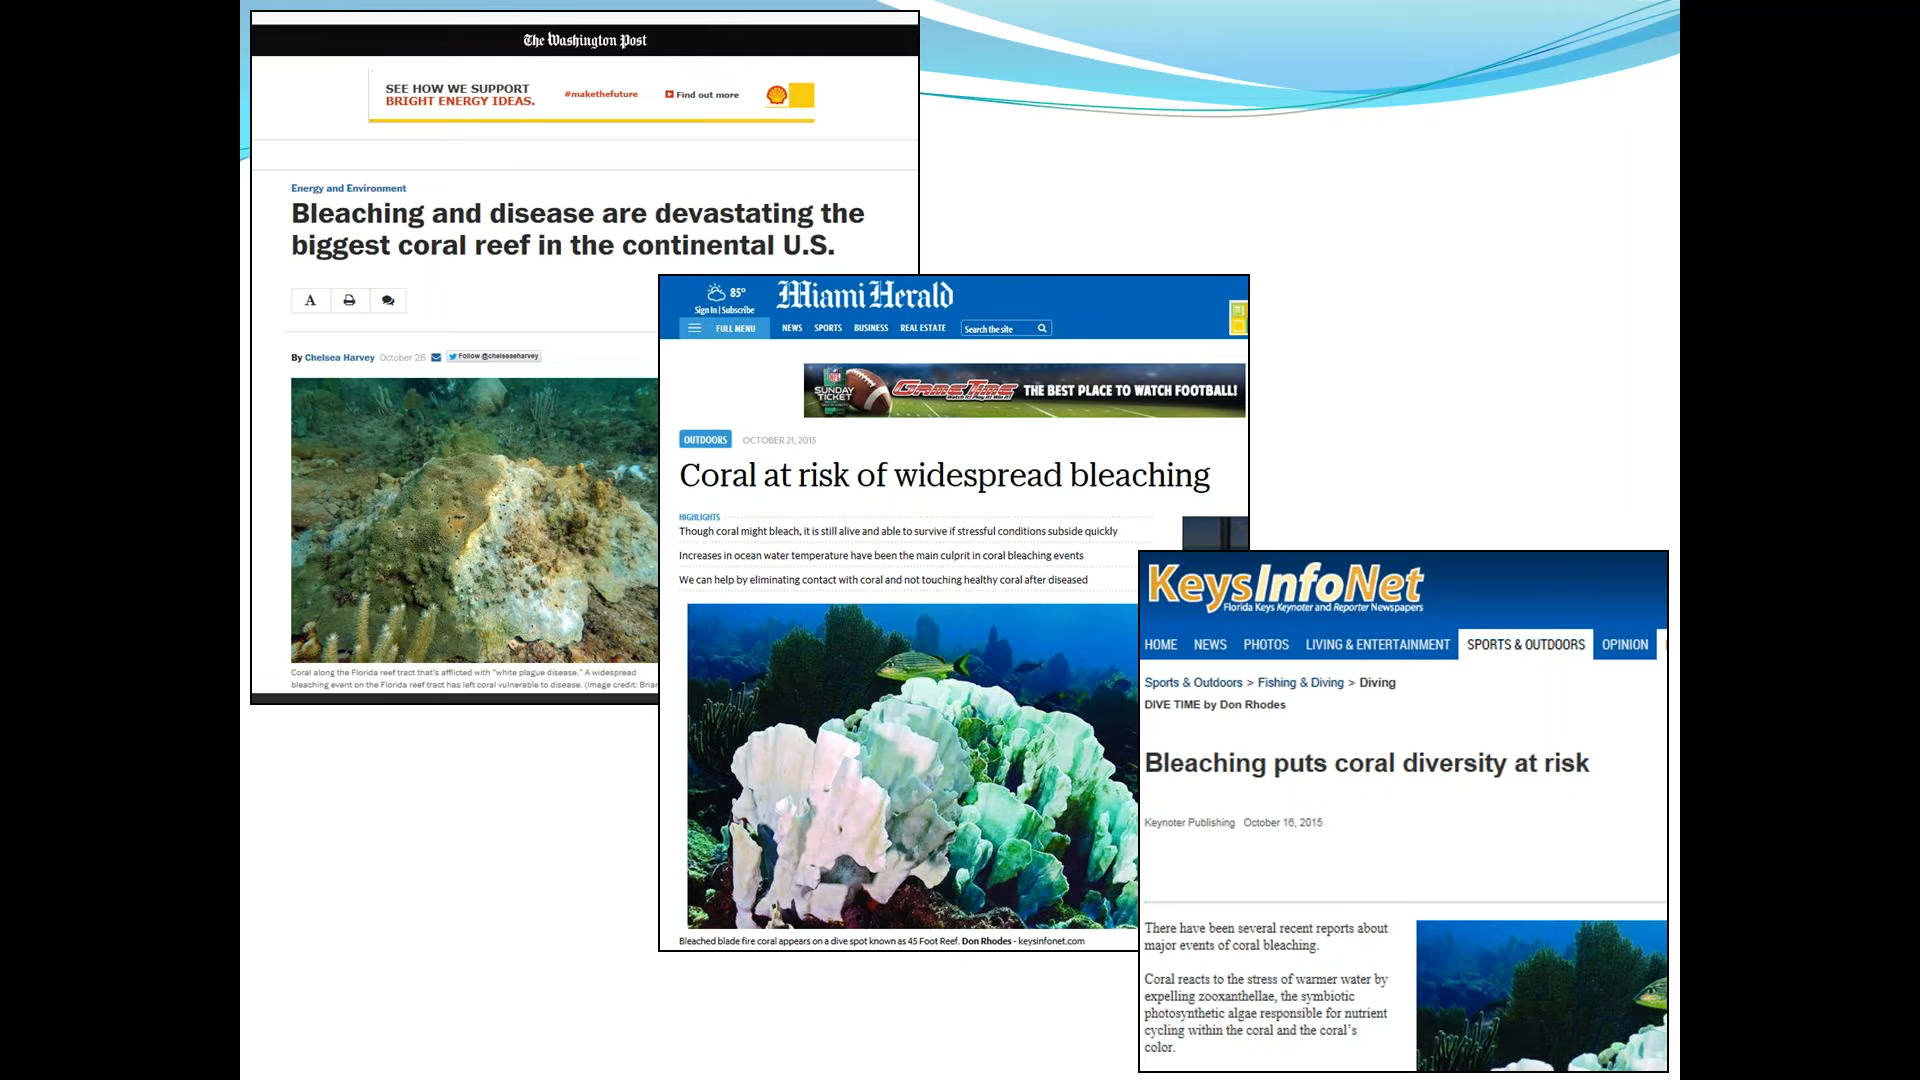 The Washington Post
SEE HOW WE SUPPORT
BRIGHT ENERGY IDEAS.
#makethefuture
Find out more
Energy and Environment
Bleaching and disease are devastating the
biggest coral reef in the continental U.S.
A
By Chelsea Harvey October 26
Follow @chelseaeharvey
Coral along the Florida reef tract that's afflicted with "white plague disease." A widespread
bleaching event on the Florida reef tract has left coral vulnerable to disease. (Image credit: Brian
85°
Sign In | Subscribe
Miami Herald
FULL MENU
NEWS SPORTS BUSINESS REAL ESTATE
Search the site
NFL
SUNDAY
TICKET
GAMETIME
THE BEST PLACE TO WATCH FOOTBALL!
OUTDOORS OCTOBER 21, 2015
Coral at risk of widespread bleaching
HIGHLIGHTS
Though coral might bleach, it is still alive and able to survive if stressful conditions subside quickly
Increases in ocean water temperature have been the main culprit in coral bleaching events
We can help by eliminating contact with coral and not touching healthy coral after diseased
Bleached blade fire coral appears on a dive spot known as 45 Foot Reef. Don Rhodes - keysinfonet.com
KeysInfoNet
Florida Keys Keynoter and Reporter Newspapers
HOME NEWS PHOTOS LIVING & ENTERTAINMENT SPORTS & OUTDOORS OPINION
Sports & Outdoors > Fishing & Diving > Diving
DIVE TIME by Don Rhodes
Bleaching puts coral diversity at risk
Keynoter Publishing October 16, 2015
There have been several recent reports about
major events of coral bleaching.
Coral reacts to the stress of warmer water by
expelling zooxanthellae, the symbiotic
photosynthetic algae responsible for nutrient
cycling within the coral and the coral's
color.